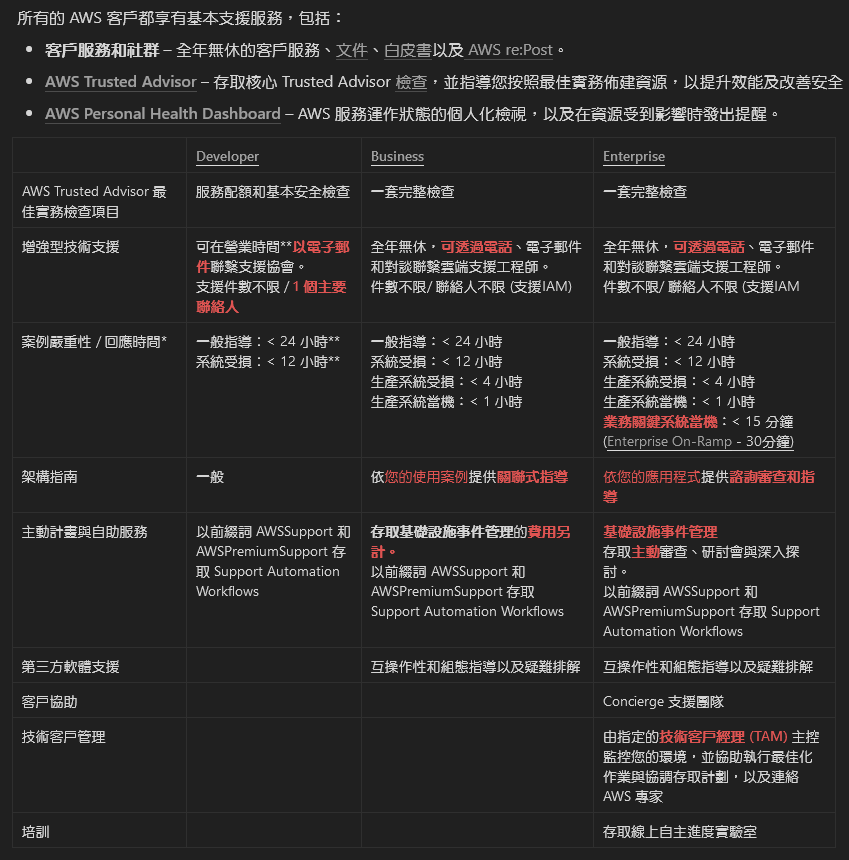 所有的 AWS 客戶都享有基本支援服務，包括：
• 客戶服務和社群 – 全年無休的客戶服務、文件、白皮書以及 AWS re:Post。
• AWS Trusted Advisor – 存取核心 Trusted Advisor 檢查，並指導您按照最佳實務佈建資源，以提升效能及改善安全
• AWS Personal Health Dashboard – AWS 服務運作狀態的個人化檢視，以及在資源受到影響時發出提醒。
Developer
Business
Enterprise
AWS Trusted Advisor 最
佳實務檢查項目
服務配額和基本安全檢查
一套完整檢查
一套完整檢查
增強型技術支援
可在營業時間**以電子郵
件聯繫支援協會。
支援件數不限 / 1 個主要
聯絡人
全年無休，可透過電話、電子郵件
和對談聯繫雲端支援工程師。
件數不限/ 聯絡人不限 (支援IAM)
全年無休，可透過電話、電子郵件
和對談聯繫雲端支援工程師。
件數不限/ 聯絡人不限 (支援IAM
案例嚴重性 / 回應時間*
一般指導：< 24 小時**
系統受損：< 12 小時**
一般指導：< 24 小時
系統受損：< 12 小時
生產系統受損：< 4 小時
生產系統當機：< 1 小時
一般指導：< 24 小時
系統受損：< 12 小時
生產系統受損：< 4 小時
生產系統當機：< 1 小時
業務關鍵系統當機：< 15 分鐘
(Enterprise On-Ramp - 30分鐘)
架構指南
一般
依您的使用案例提供關聯式指導
依您的應用程式提供諮詢審查和指
導
主動計畫與自助服務
以前綴詞 AWSSupport 和
AWSPremiumSupport 存
取 Support Automation
Workflows
存取基礎設施事件管理的費用另
計。
以前綴詞 AWSSupport 和
AWSPremiumSupport 存取
Support Automation Workflows
基礎設施事件管理
存取主動審查、研討會與深入探
討。
以前綴詞 AWSSupport 和
AWSPremiumSupport 存取 Support
Automation Workflows
第三方軟體支援
互操作性和組態指導以及疑難排解
互操作性和組態指導以及疑難排解
客戶協助
Concierge 支援團隊
技術客戶管理
由指定的技術客戶經理 (TAM) 主控
監控您的環境，並協助執行最佳化
作業與協調存取計劃，以及連絡
AWS 專家
培訓
存取線上自主進度實驗室